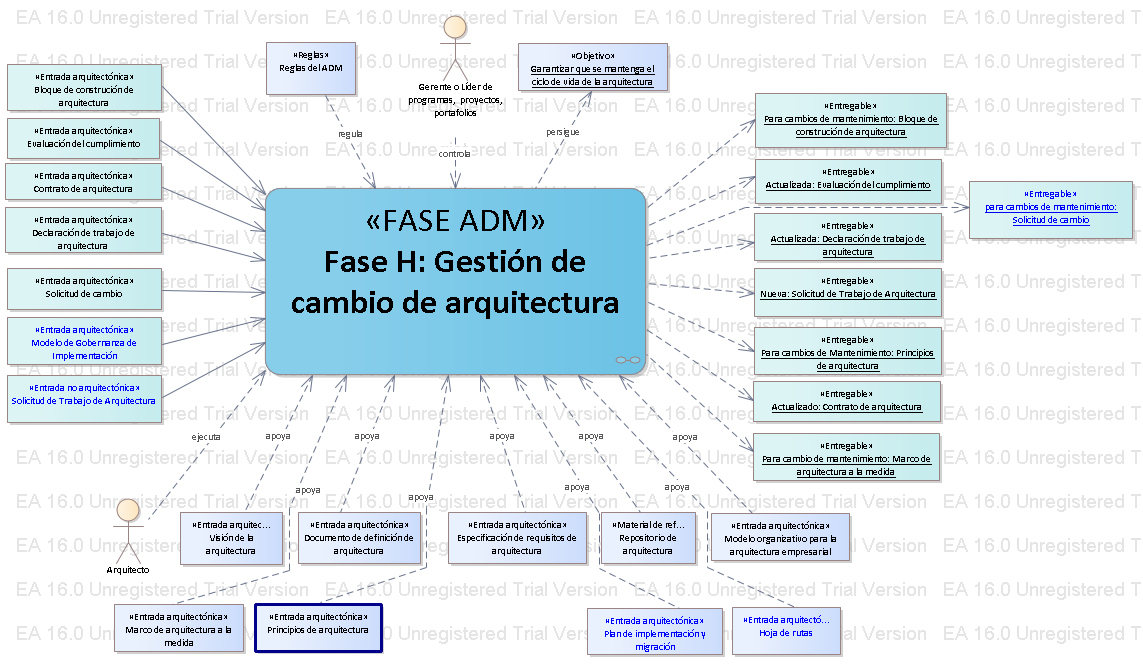 EA 16.0 Unregistered Trial Version
«Reglas»
Reglas del ADM
Gerente o Líder de
programas, proyectos,
portafolios
«Objetivo»
Garantizar que se mantenga el
ciclo de vida de la arquitectura
regula
controla
persigue
«Entrada arquitectónica»
Bloque de construción de
arquitectura
«Entrada arquitectónica»
Evaluación del cumplimiento
«Entrada arquitectónica»
Contrato de arquitectura
«Entrada arquitectónica»
Declaración de trabajo de
arquitectura
«Entrada arquitectónica»
Solicitud de cambio
«Entrada arquitectónica»
Modelo de Gobernanza de
Implementación
«Entrada no arquitectónica»
Solicitud de Trabajo de Arquitectura
«FASE ADM»
Fase H: Gestión de
cambio de arquitectura
«Entregable»
Para cambios de mantenimiento: Bloque de
construción de arquitectura
«Entregable»
Actualizada: Evaluación del cumplimiento
«Entregable»
para cambios de mantenimiento:
Solicitud de cambio
«Entregable»
Actualizada: Declaración de trabajo de
arquitectura
«Entregable»
Nueva: Solicitud de Trabajo de Arquitectura
«Entregable»
Para cambios de Mantenimiento: Principios
de arquitectura
«Entregable»
Actualizado: Contrato de arquitectura
«Entregable»
Para cambio de mantenimiento: Marco de
arquitectura a la medida
ejecuta
apoya
apoya
apoya
apoya
apoya
apoya
apoya
apoya
apoya
Arquitecto
«Entrada arquitec...
Visión de la
arquitectura
«Entrada arquitectónica»
Documento de definición de
arquitectura
«Entrada arquitectónica»
Especificación de requisitos de
arquitectura
«Material de ref...
Repositorio de
arquitectura
«Entrada arquitectónica»
Modelo organizativo para la
arquitectura empresarial
«Entrada arquitectónica»
Marco de arquitectura a la
medida
«Entrada arquitectónica»
Principios de arquitectura
«Entrada arquitectónica»
Plan de implementación y
migración
«Entrada arquitectó...
Hoja de rutas